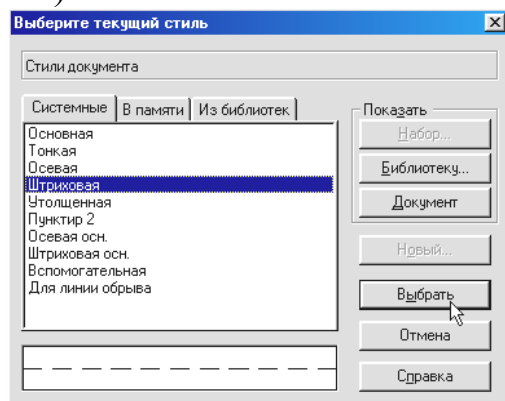 Выберите текущий стиль
Стили документа
Системные В памяти Из библиотек
Основная
Тонкая
Осевая
Штриховая
Утолщенная
Пунктир 2
Осевая осн.
Штриховая осн.
Вспомогательная
Для линии обрыва
Показать
Набор...
Библиотеку...
Документ
Новый...
Выбрать
Отмена
Справка